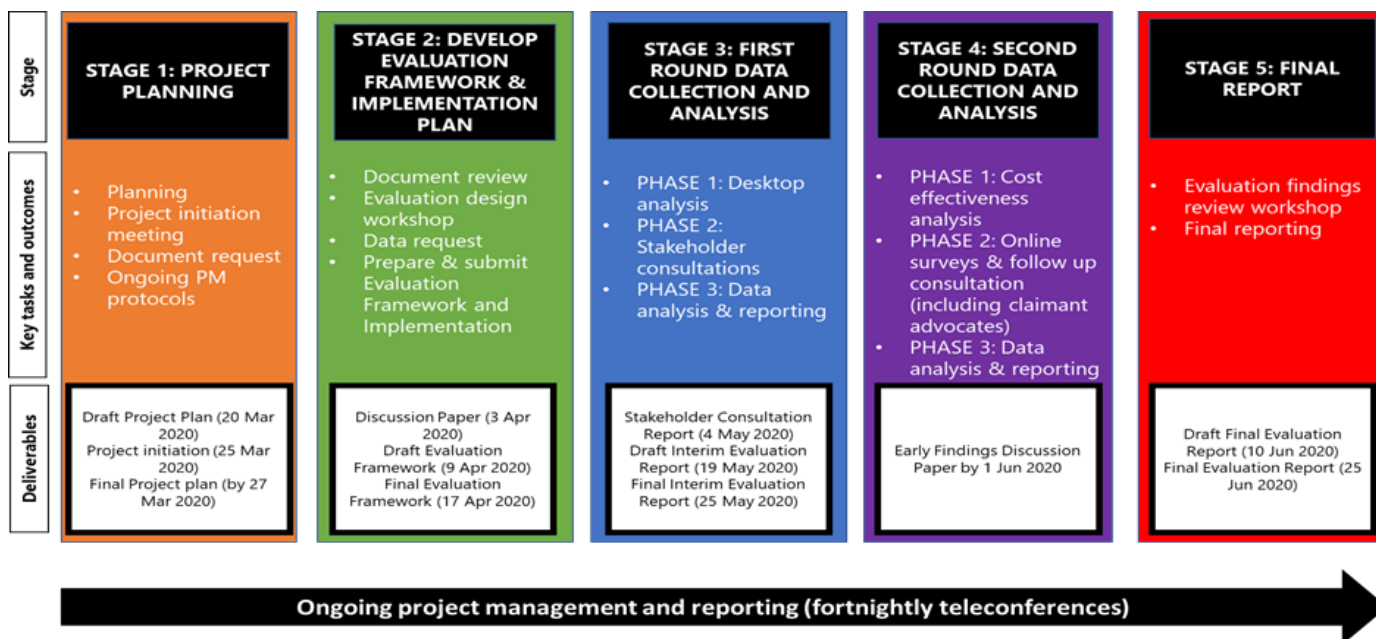 Stage
STAGE 1: PROJECT
PLANNING
STAGE 2: DEVELOP
EVALUATION
FRAMEWORK &
IMPLEMENTATION
PLAN
STAGE 3: FIRST
ROUND DATA
COLLECTION AND
ANALYSIS
STAGE 4: SECOND
ROUND DATA
COLLECTION AND
ANALYSIS
STAGE 5: FINAL
REPORT
Key tasks and outcomes
• Planning
• Project initiation
meeting
• Document request
• Ongoing PM
protocols
• Document review
• Evaluation design
workshop
• Data request
• Prepare & submit
Evaluation
Framework and
Implementation
• PHASE 1: Desktop
analysis
• PHASE 2:
Stakeholder
consultations
• PHASE 3: Data
analysis & reporting
• PHASE 1: Cost
effectiveness
analysis
• PHASE 2: Online
surveys & follow up
consultation
(including claimant
advocates)
• PHASE 3: Data
analysis & reporting
• Evaluation findings
review workshop
• Final reporting
Deliverables
Draft Project Plan (20 Mar
2020)
Project initiation (25 Mar
2020)
Final Project plan (by 27
Mar 2020)
Discussion Paper (3 Apr
2020)
Draft Evaluation
Framework (9 Apr 2020)
Final Evaluation
Framework (17 Apr 2020)
Stakeholder Consultation
Report (4 May 2020)
Draft Interim Evaluation
Report (19 May 2020)
Final Interim Evaluation
Report (25 May 2020)
Early Findings Discussion
Paper by 1 Jun 2020
Draft Final Evaluation
Report (10 Jun 2020)
Final Evaluation Report (25
Jun 2020)
Ongoing project management and reporting (fortnightly teleconferences)